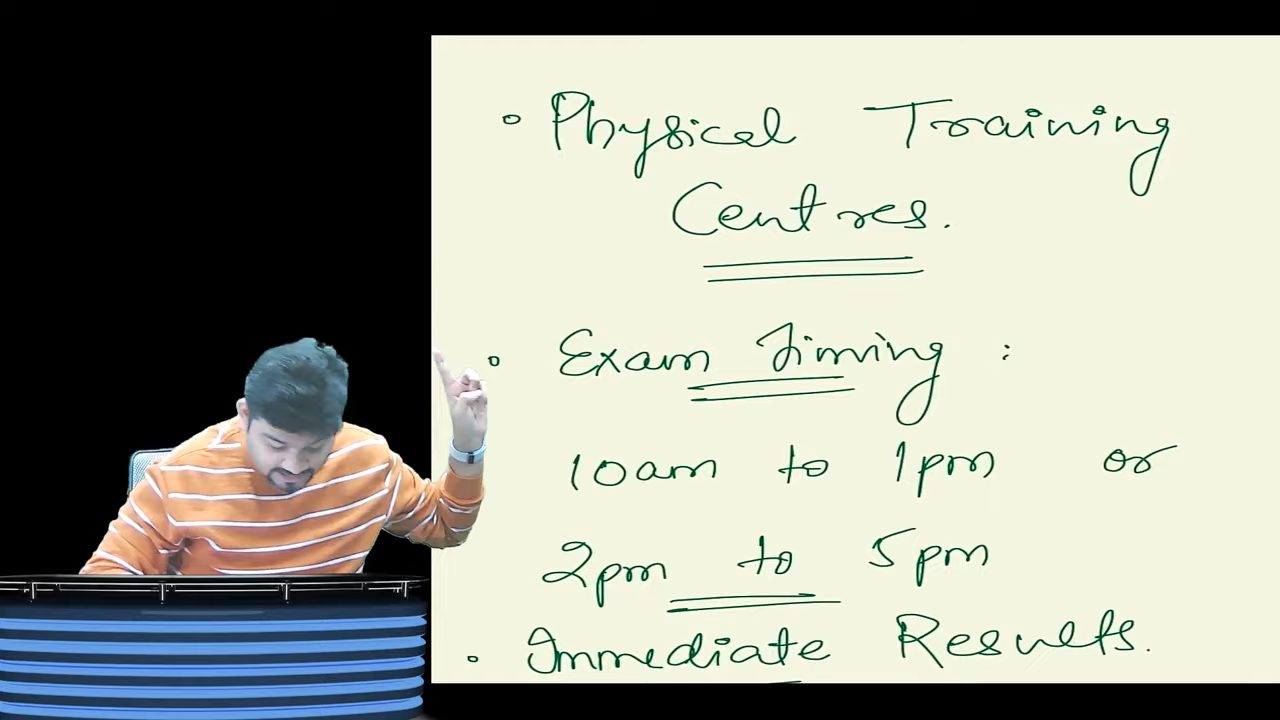 Physical Training
Centres.
Exam Timing :
10am to 1pm or
2pm to 5pm
Immediate Results.